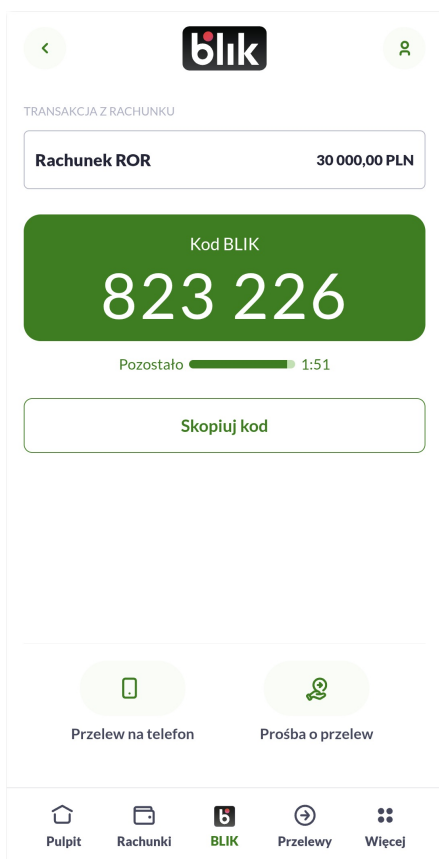 blik
TRANSAKCJA Z RACHUNKU
Rachunek ROR 30 000,00 PLN
Kod BLIK
823 226
Pozostało 1:51
Skopiuj kod
Przelew na telefon Prośba o przelew
Pulpit Rachunki BLIK Przelewy Więcej